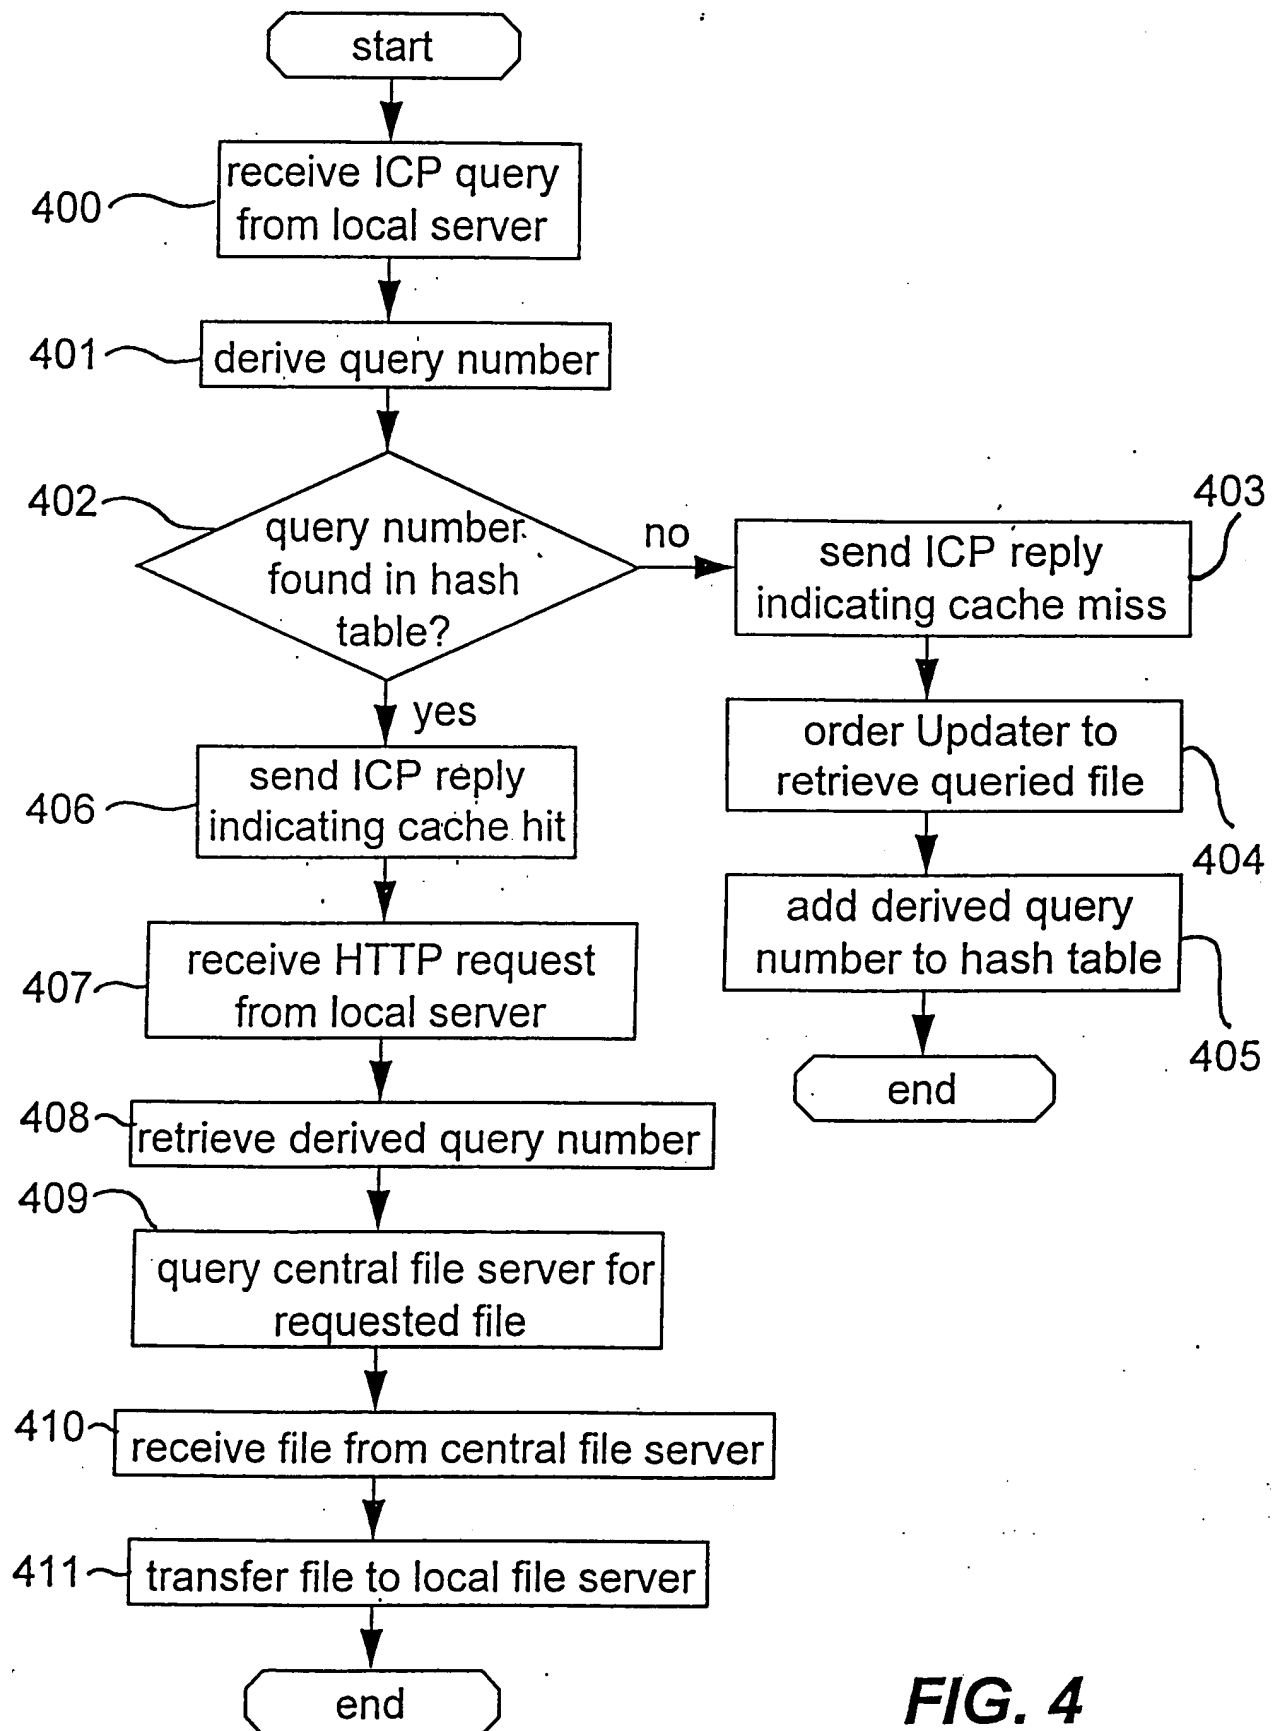 start
receive ICP query
from local server
400
401
derive query number
402
query number
found in hash
table?
no
403
send ICP reply
indicating cache miss
yes
order Updater to
retrieve queried file
404
406
send ICP reply
indicating cache hit
add derived query
number to hash table
405
407
receive HTTP request
from local server
end
408
retrieve derived query number
409
query central file server for
requested file
410
receive file from central file server
411
transfer file to local file server
end
FIG. 4